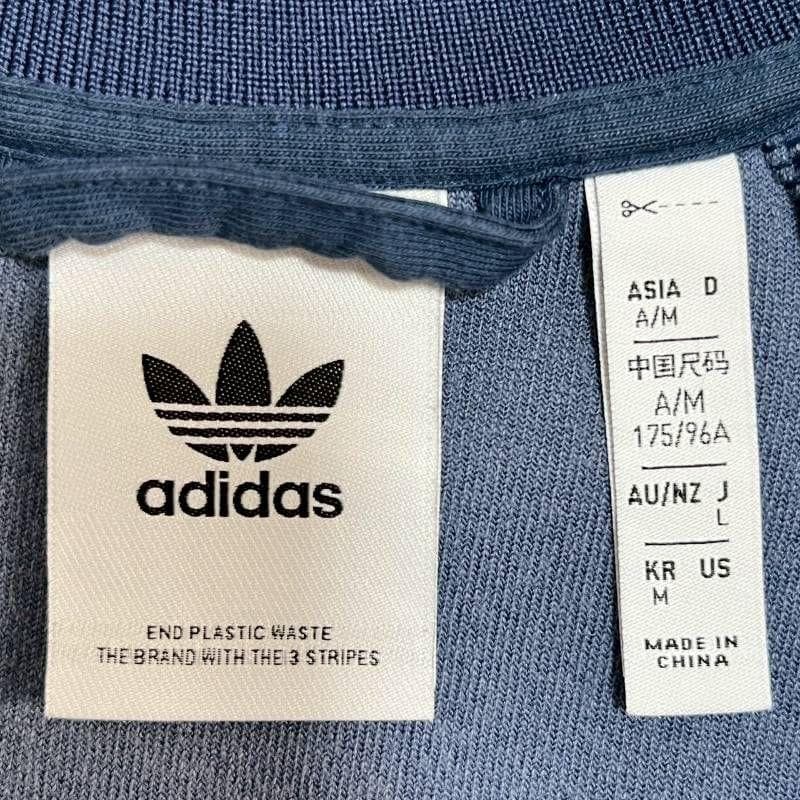 adidas
END PLASTIC WASTE
THE BRAND WITH THE 3 STRIPES
ASIA D
A/M
中国尺码
A/M
175/96A
AU/NZ J
L
KR US
M
MADE IN
CHINA